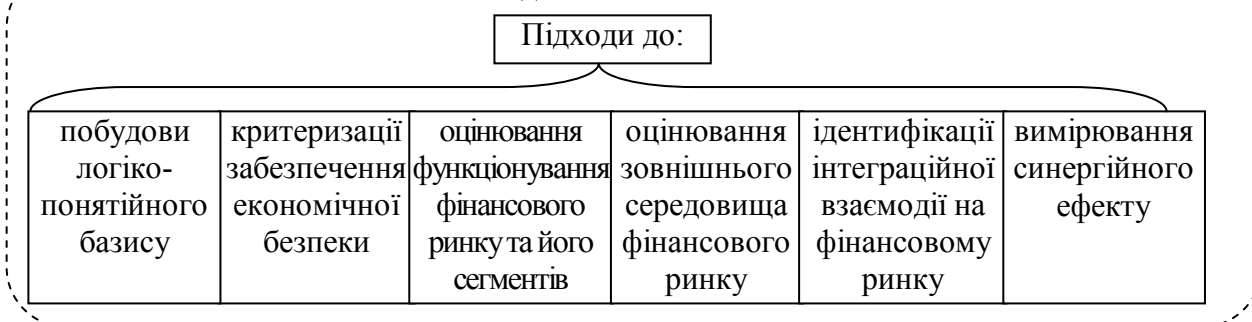 Підходи до:
побудови
логіко-
понятійного
базису
критеризації
забезпечення
економічної
безпеки
оцінювання
функціонування
фінансового
ринку та його
сегментів
оцінювання
зовнішнього
середовища
фінансового
ринку
ідентифікації
інтеграційної
взаємодії на
фінансовому
ринку
вимірювання
синергійного
ефекту